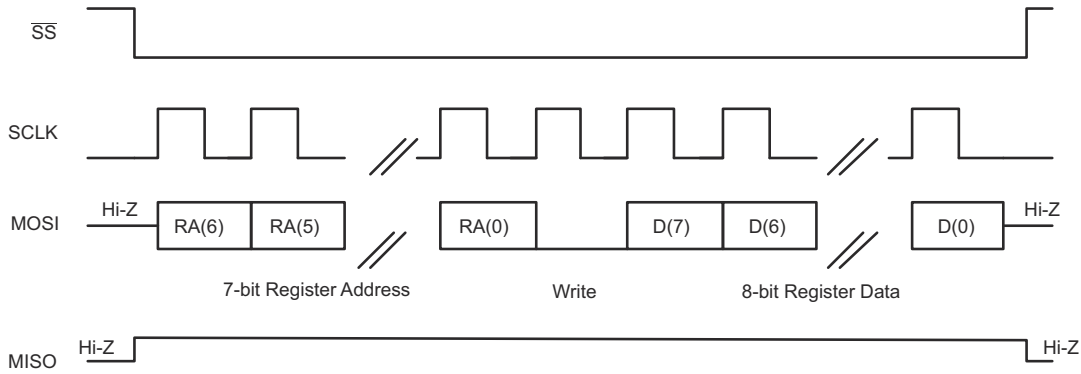 SS
SCLK
Hi-Z Hi-Z
MOSI RA(6) RA(5) RA(0) D(7) D(6) D(0)
7-bit Register Address Write 8-bit Register Data
Hi-Z Hi-Z
MISO